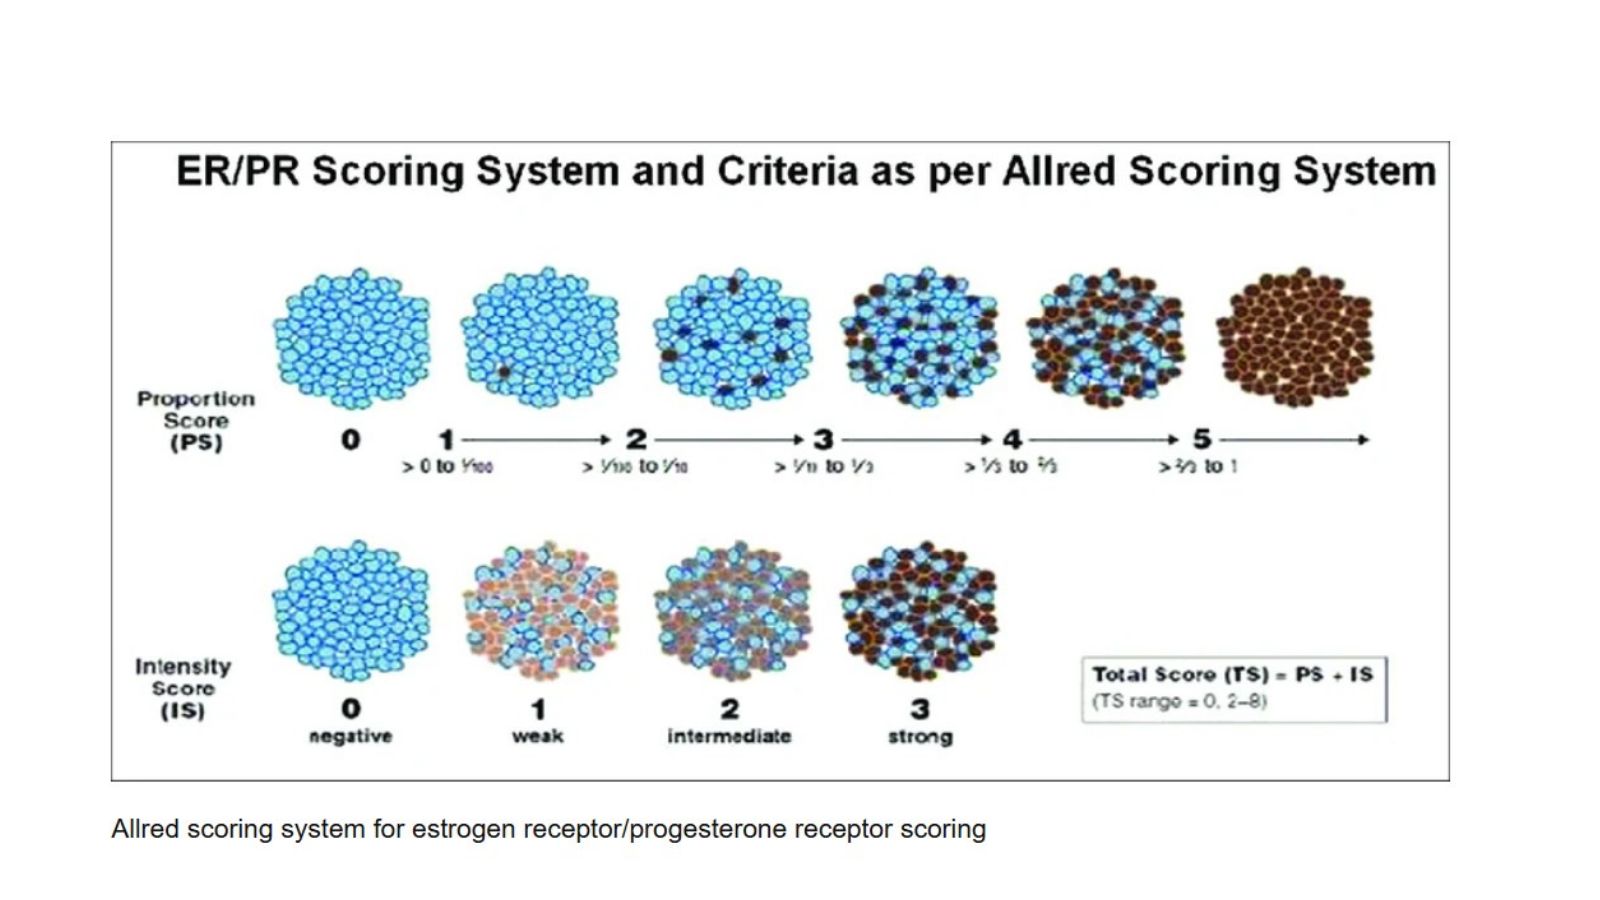 ER/PR Scoring System and Criteria as per Allred Scoring System
Proportion
Score
(PS)
0 1 2 3 4 5
> 0 to 1/100 > 1/100 to 1/10 > 1/10 to 1/3 > 1/3 to 2/3 > 2/3 to 1
Intensity
Score
(IS)
0 1 2 3
negative weak intermediate strong
Total Score (TS) = PS + IS
(TS range = 0, 2–8)
Allred scoring system for estrogen receptor/progesterone receptor scoring